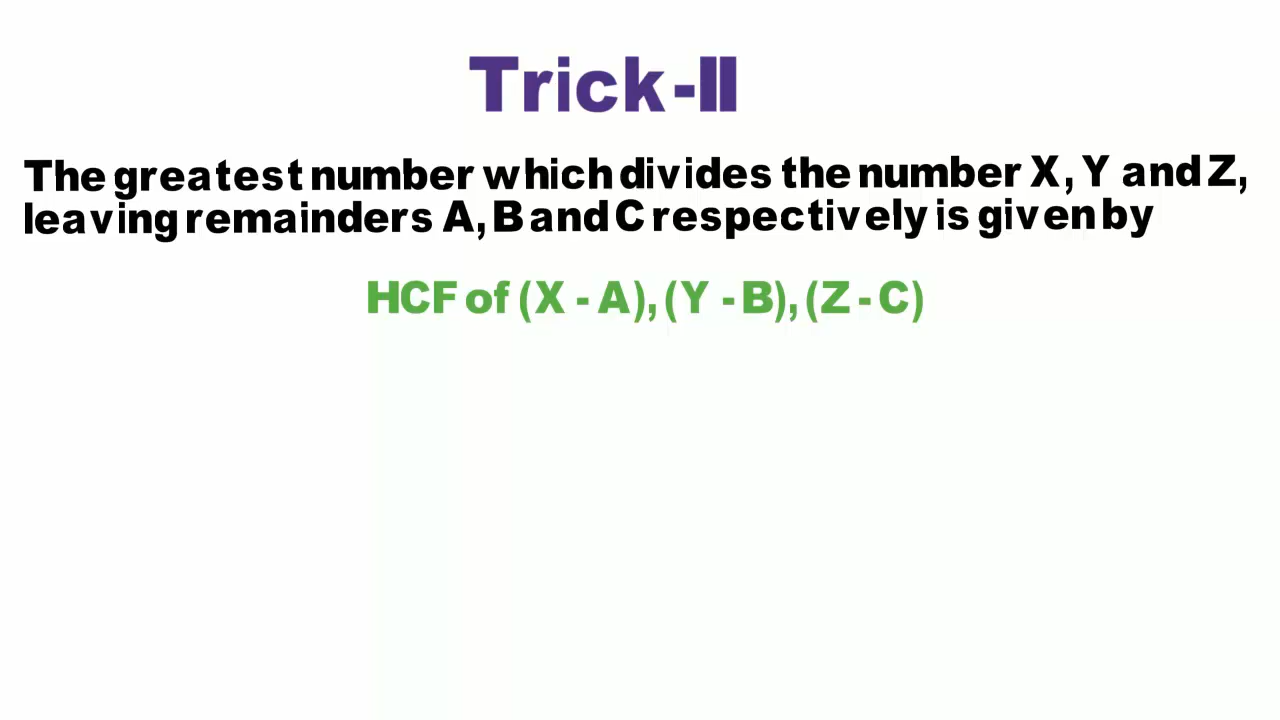 Trick-II
The greatest number which divides the number X, Y and Z,
leaving remainders A, B and C respectively is given by
HCF of (X - A), (Y - B), (Z - C)